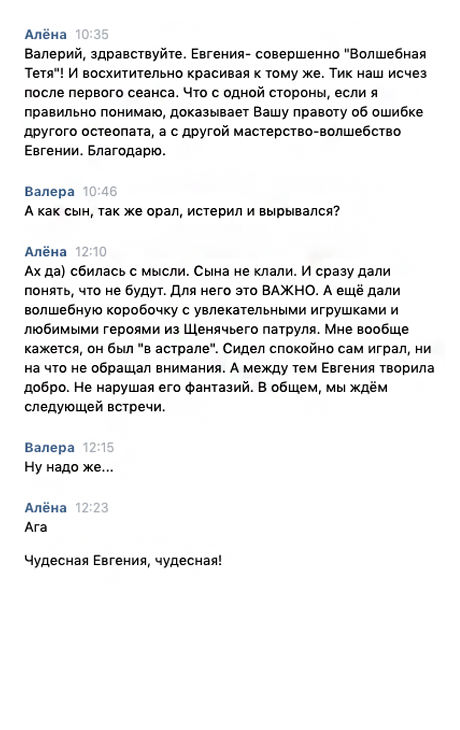 Алёна 10:35
Валерий, здравствуйте. Евгения- совершенно "Волшебная
Тетя"! И восхитительно красивая к тому же. Тик наш исчез
после первого сеанса. Что с одной стороны, если я
правильно понимаю, доказывает Вашу правоту об ошибке
другого остеопата, а с другой мастерство-волшебство
Евгении. Благодарю.
Валера 10:46
А как сын, так же орал, истерил и вырывался?
Алёна 12:10
Ах да) сбилась с мысли. Сына не клали. И сразу дали
понять, что не будут. Для него это ВАЖНО. А ещё дали
волшебную коробочку с увлекательными игрушками и
любимыми героями из Щенячьего патруля. Мне вообще
кажется, он был "в астрале". Сидел спокойно сам играл, ни
на что не обращал внимания. А между тем Евгения творила
добро. Не нарушая его фантазий. В общем, мы ждём
следующей встречи.
Валера 12:15
Ну надо же...
Алёна 12:23
Ага
Чудесная Евгения, чудесная!